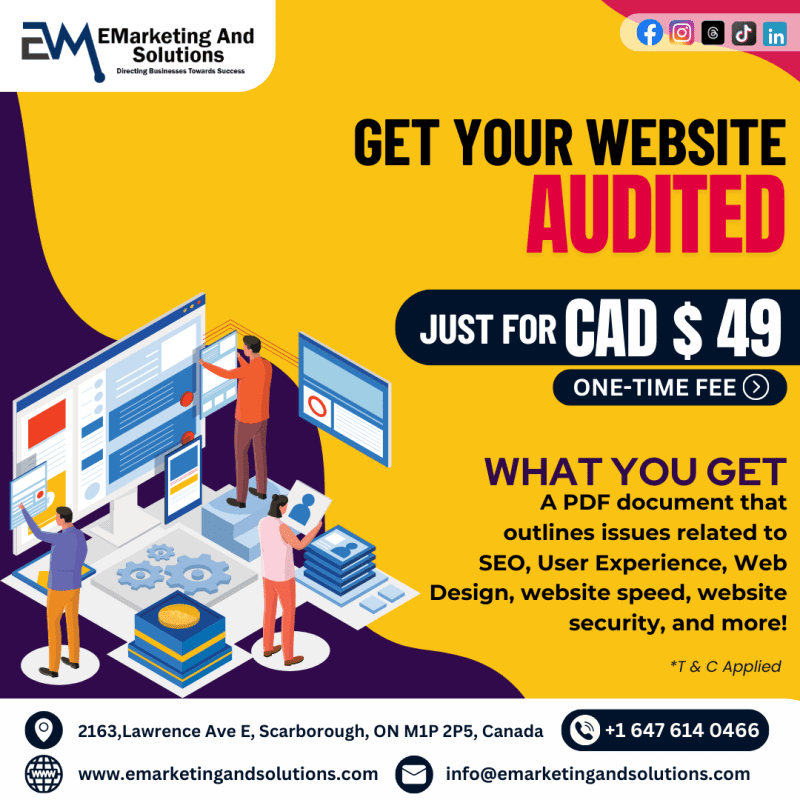 EM EMarketing And
Solutions
Directing Businesses Towards Success
GET YOUR WEBSITE
AUDITED
JUST FOR CAD $ 49
ONE-TIME FEE
WHAT YOU GET
A PDF document that
outlines issues related to
SEO, User Experience, Web
Design, website speed, website
security, and more!
*T & C Applied
2163,Lawrence Ave E, Scarborough, ON M1P 2P5, Canada
+1 647 614 0466
www.emarketingandsolutions.com
info@emarketingandsolutions.com